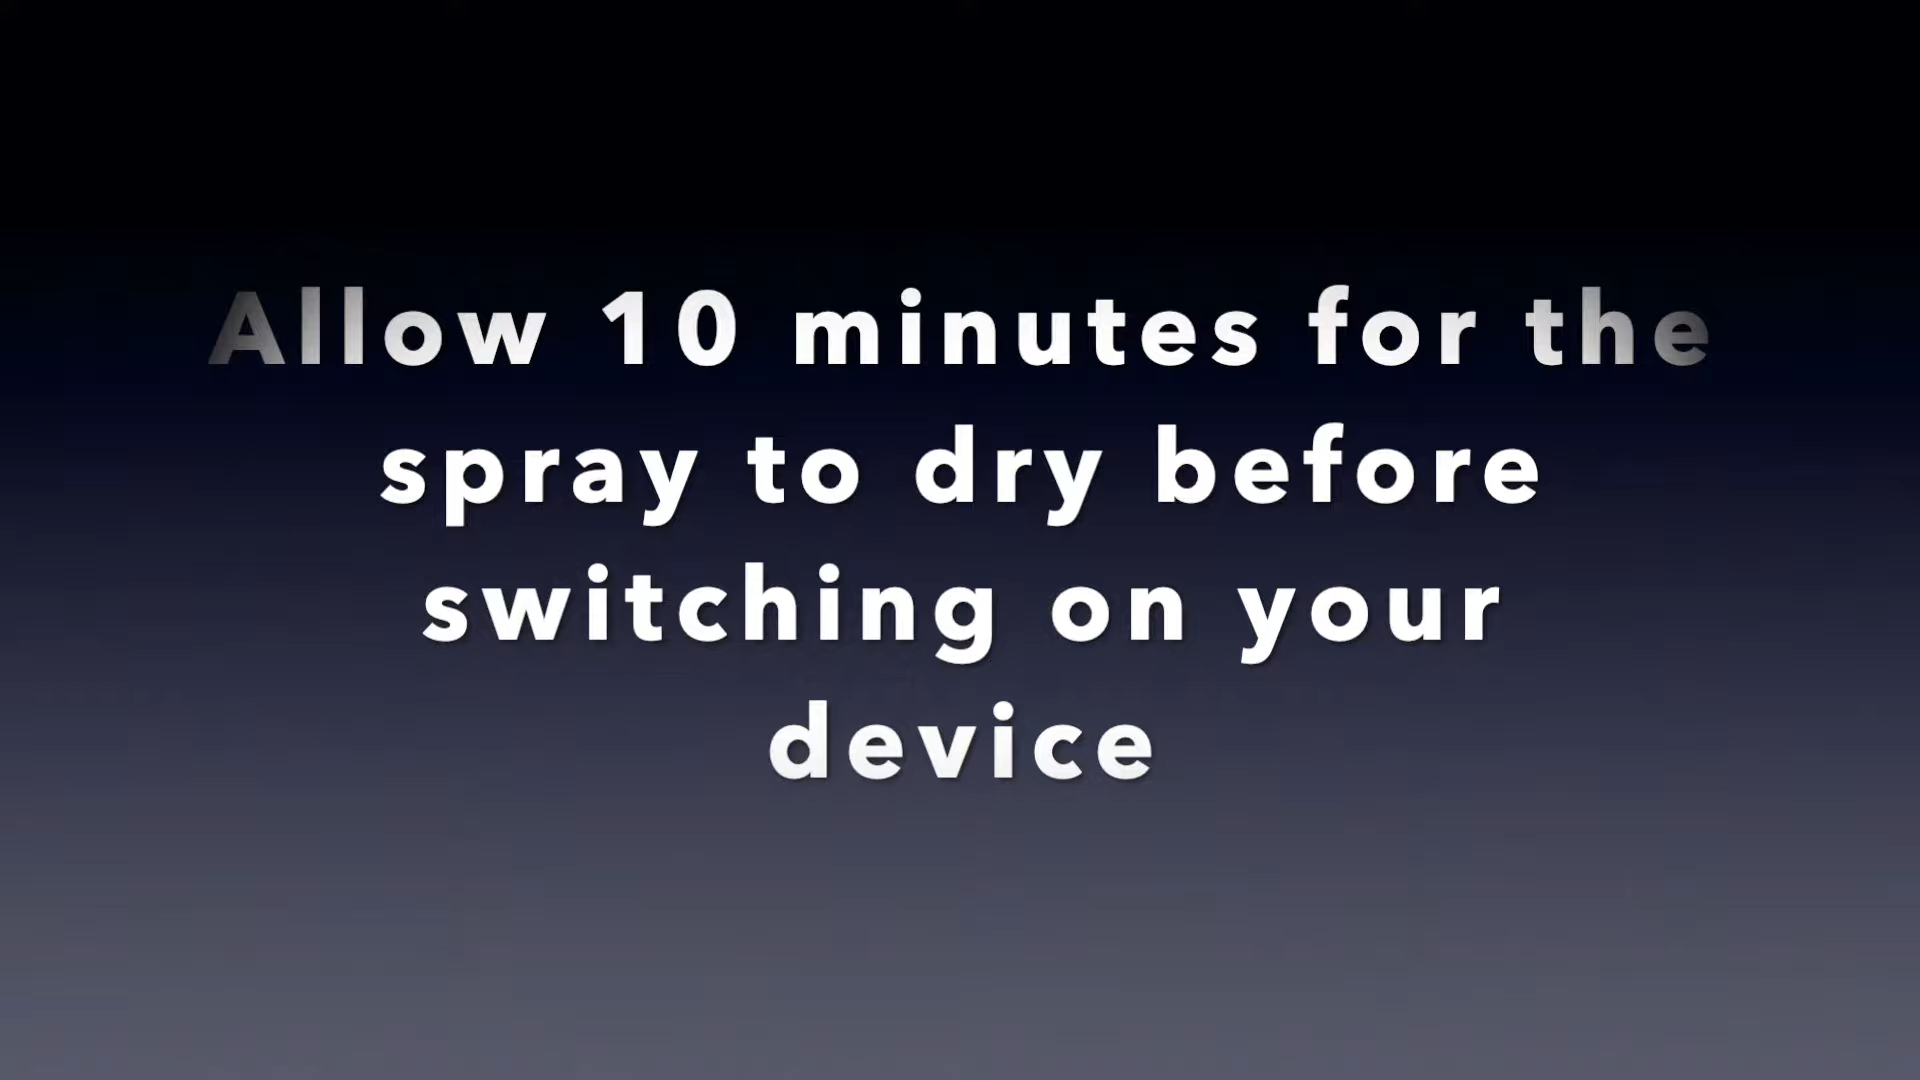 Allow 10 minutes for the
spray to dry before
switching on your
device